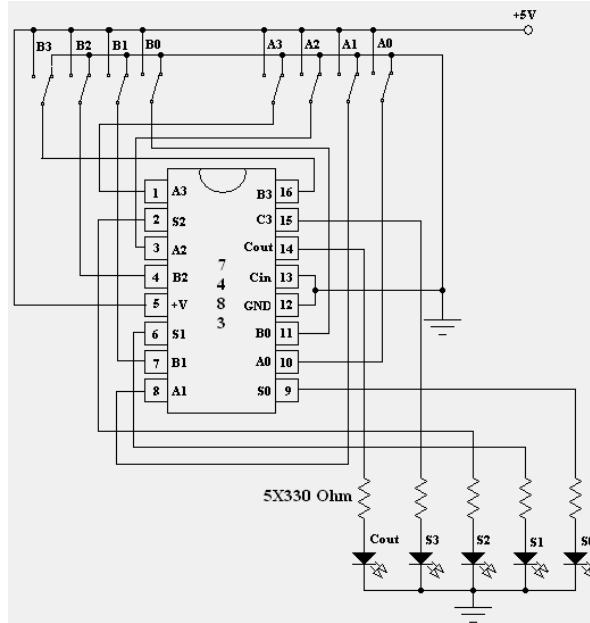 +5V
B3 B2 B1 B0 A3 A2 A1 A0
1 A3 B3 16
2 S2 C3 15
3 A2 Cout 14
4 B2 Cin 13
5 +V GND 12
6 S1 B0 11
7 B1 A0 10
8 A1 S0 9
7
4
8
3
5X330 Ohm
Cout S3 S2 S1 S0